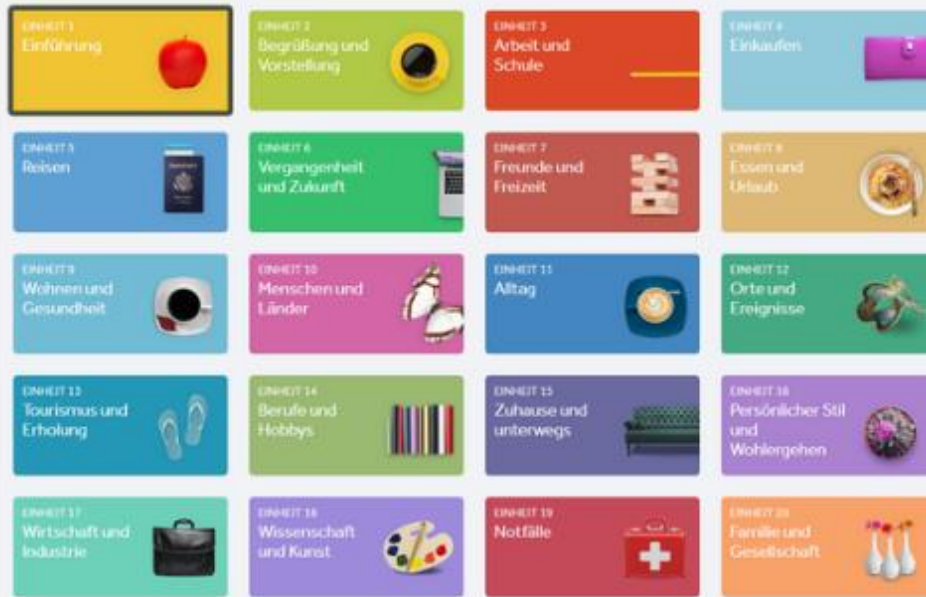 EINHEIT 1
Einführung
EINHEIT 2
Begrüßung und
Vorstellung
EINHEIT 3
Arbeit und
Schule
EINHEIT 4
Einkaufen
EINHEIT 5
Reisen
EINHEIT 6
Vergangenheit
und Zukunft
EINHEIT 7
Freunde und
Freizeit
EINHEIT 8
Essen und
Urlaub
EINHEIT 9
Wohnen und
Gesundheit
EINHEIT 10
Menschen und
Länder
EINHEIT 11
Alltag
EINHEIT 12
Orte und
Ereignisse
EINHEIT 13
Tourismus und
Erholung
EINHEIT 14
Berufe und
Hobbys
EINHEIT 15
Zuhause und
unterwegs
EINHEIT 16
Persönlicher Stil
und
Wohlergehen
EINHEIT 17
Wirtschaft und
Industrie
EINHEIT 18
Wissenschaft
und Kunst
EINHEIT 19
Notfälle
EINHEIT 20
Familie und
Gesellschaft